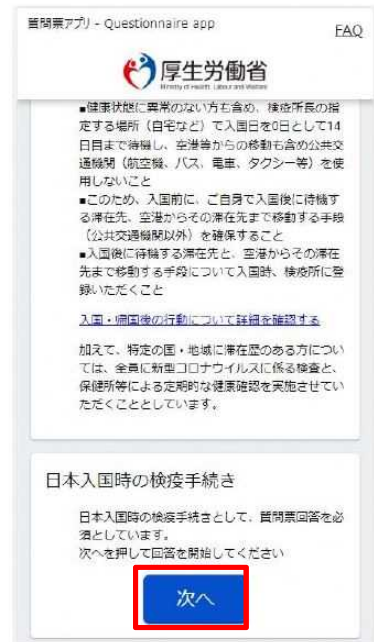 質問票アプリ - Questionnaire app
FAQ
厚生労働省
Ministry of Health, Labour and Welfare
■健康状態に異常のない方も含め、検疫所長の指
定する場所（自宅など）で入国日を0日として14
日目まで待機し、空港等からの移動も含め公共交
通機関（航空機、バス、電車、タクシー等）を使
用しないこと
■このため、入国前に、ご自身で入国後に待機す
る滞在先、空港からその滞在先まで移動する手段
（公共交通機関以外）を確保すること
■入国後に待機する滞在先と、空港からその滞在
先まで移動する手段について入国時、検疫所に登
録いただくこと
入国・帰国後の行動について詳細を確認する
加えて、特定の国・地域に滞在歴のある方につい
ては、全員に新型コロナウイルスに係る検査と、
保健所等による定期的な健康確認を実施させてい
ただくこととしています。
日本入国時の検疫手続き
日本入国時の検疫手続きとして、質問票回答を必
須としています。
次へを押して回答を開始してください
次へ